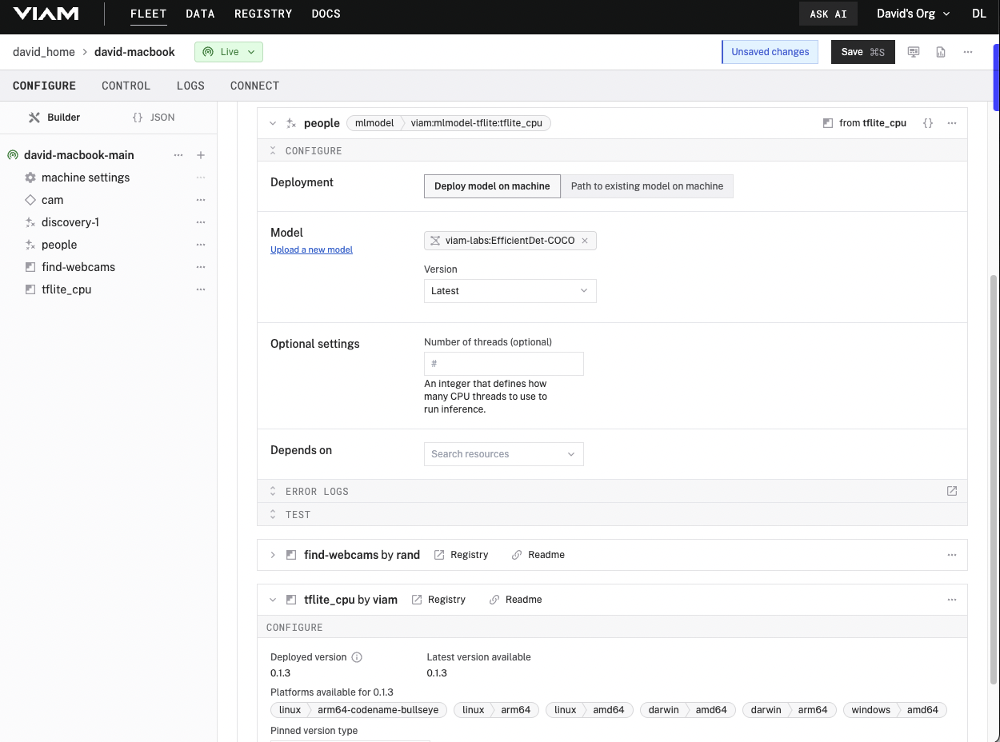 VIAM FLEET DATA REGISTRY DOCS ASK AI David's Org DL
david_home > david-macbook Live Unsaved changes Save ⌘S
CONFIGURE CONTROL LOGS CONNECT
Builder {} JSON
david-macbook-main
machine settings
cam
discovery-1
people
find-webcams
tflite_cpu
people mlmodel viam:mlmodel-tflite:tflite_cpu from tflite_cpu {}
CONFIGURE
Deployment Deploy model on machine Path to existing model on machine
Model
Upload a new model
viam-labs:EfficientDet-COCO
Version
Latest
Optional settings
Number of threads (optional)
#
An integer that defines how
many CPU threads to use to
run inference.
Depends on Search resources
ERROR LOGS
TEST
find-webcams by rand Registry Readme
tflite_cpu by viam Registry Readme
CONFIGURE
Deployed version Latest version available
0.1.3 0.1.3
Platforms available for 0.1.3
linux arm64-codename-bullseye linux arm64 linux amd64 darwin amd64 darwin arm64 windows amd64
Pinned version type